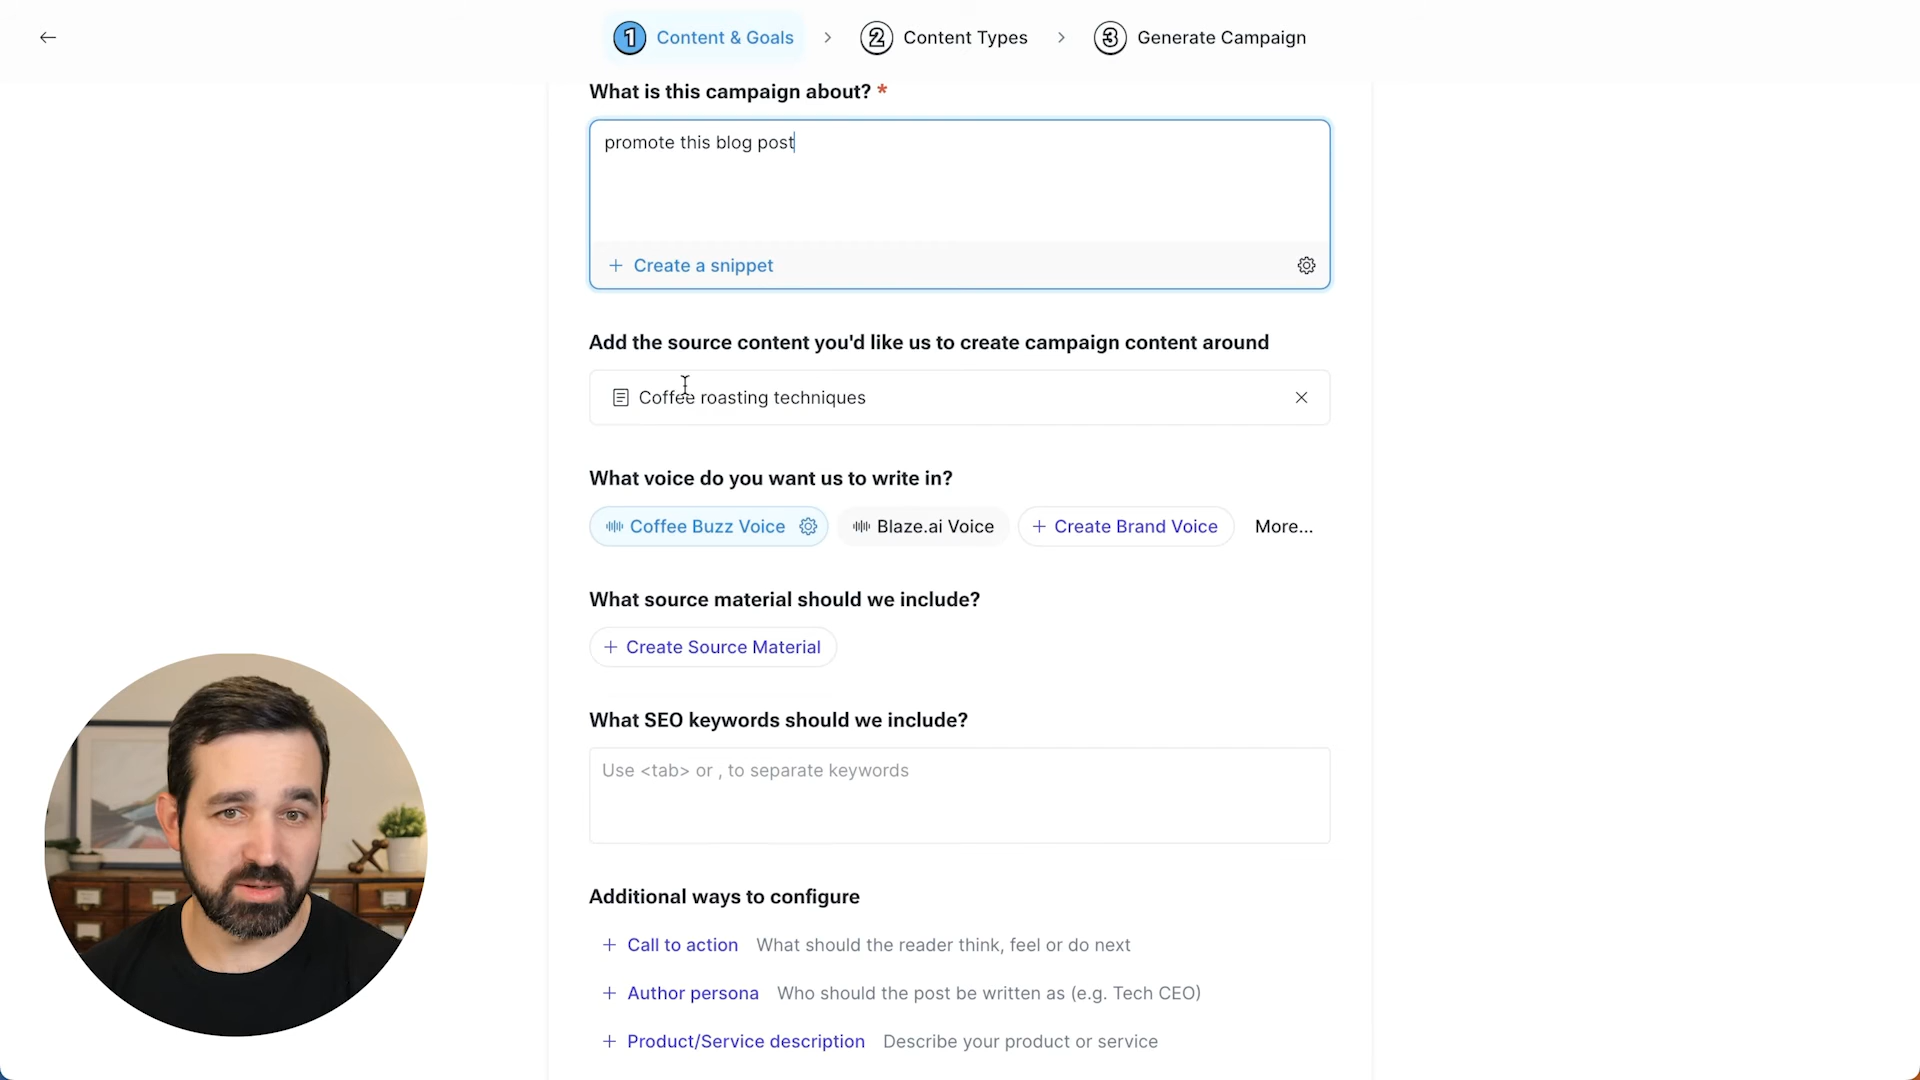 1 Content & Goals > 2 Content Types > 3 Generate Campaign
What is this campaign about? *
promote this blog post
+ Create a snippet
Add the source content you'd like us to create campaign content around
Coffee roasting techniques
What voice do you want us to write in?
Coffee Buzz Voice Blaze.ai Voice + Create Brand Voice More...
What source material should we include?
+ Create Source Material
What SEO keywords should we include?
Use <tab> or , to separate keywords
Additional ways to configure
+ Call to action What should the reader think, feel or do next
+ Author persona Who should the post be written as (e.g. Tech CEO)
+ Product/Service description Describe your product or service